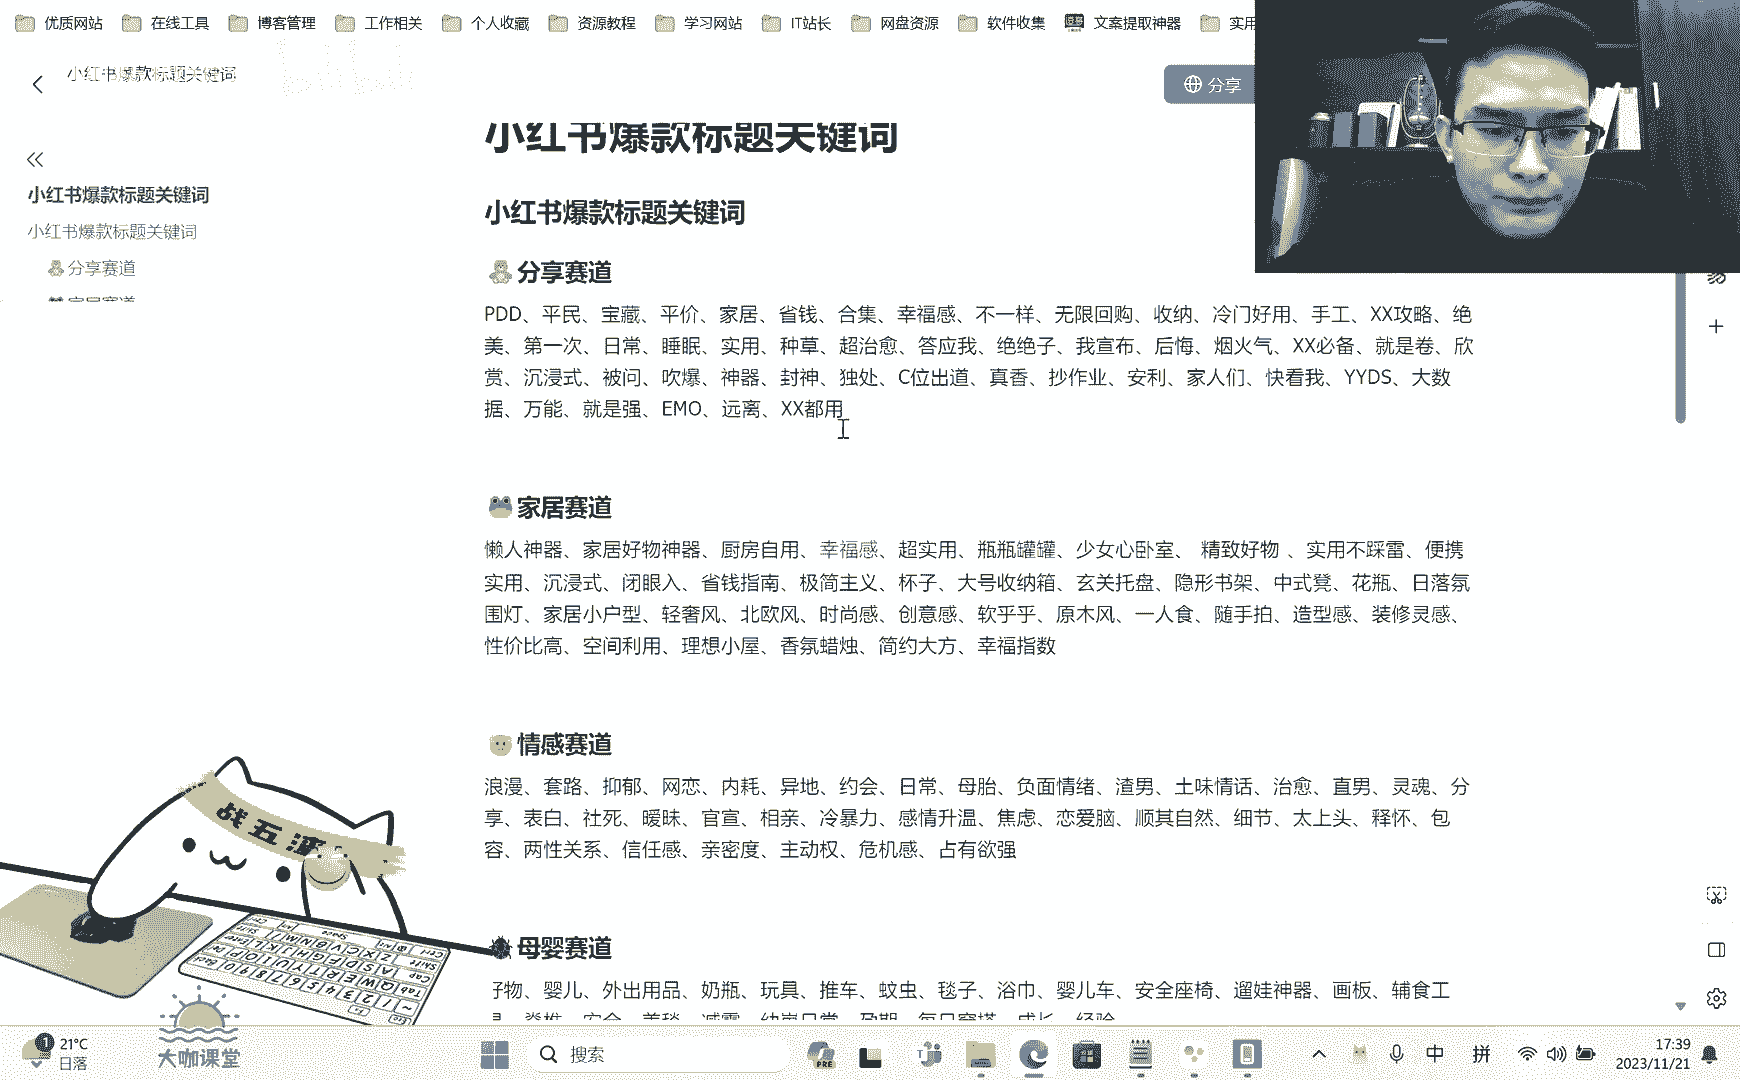 优质网站 在线工具 博客管理 工作相关 个人收藏 资源教程 学习网站 IT站长 网盘资源 软件收集 文案提取神器 实用
小红书爆款标题关键词
分享
小红书爆款标题关键词
小红书爆款标题关键词
小红书爆款标题关键词
小红书爆款标题关键词
分享赛道
家居赛道
分享赛道
PDD、平民、宝藏、平价、家居、省钱、合集、幸福感、不一样、无限回购、收纳、冷门好用、手工、XX攻略、绝
美、第一次、日常、睡眠、实用、种草、超治愈、答应我、绝绝子、我宣布、后悔、烟火气、XX必备、就是卷、欣
赏、沉浸式、被问、吹爆、神器、封神、独处、C位出道、真香、抄作业、安利、家人们、快看我、YYDS、大数
据、万能、就是强、EMO、远离、XX都用
家居赛道
懒人神器、家居好物神器、厨房自用、幸福感、超实用、瓶瓶罐罐、少女心卧室、 精致好物 、实用不踩雷、便携
实用、沉浸式、闭眼入、省钱指南、极简主义、杯子、大号收纳箱、玄关托盘、隐形书架、中式凳、花瓶、日落氛
围灯、家居小户型、轻奢风、北欧风、时尚感、创意感、软乎乎、原木风、一人食、随手拍、造型感、装修灵感、
性价比高、空间利用、理想小屋、香氛蜡烛、简约大方、幸福指数
情感赛道
浪漫、套路、抑郁、网恋、内耗、异地、约会、日常、母胎、负面情绪、渣男、土味情话、治愈、直男、灵魂、分
享、表白、社死、暧昧、官宣、相亲、冷暴力、感情升温、焦虑、恋爱脑、顺其自然、细节、太上头、释怀、包
容、两性关系、信任感、亲密度、主动权、危机感、占有欲强
母婴赛道
好物、婴儿、外出用品、奶瓶、玩具、推车、蚊虫、毯子、浴巾、婴儿车、安全座椅、遛娃神器、画板、辅食工
战五渣
大咖课堂
1
21°C
日落
搜索
PRE
中
拼
17:39
2023/11/21